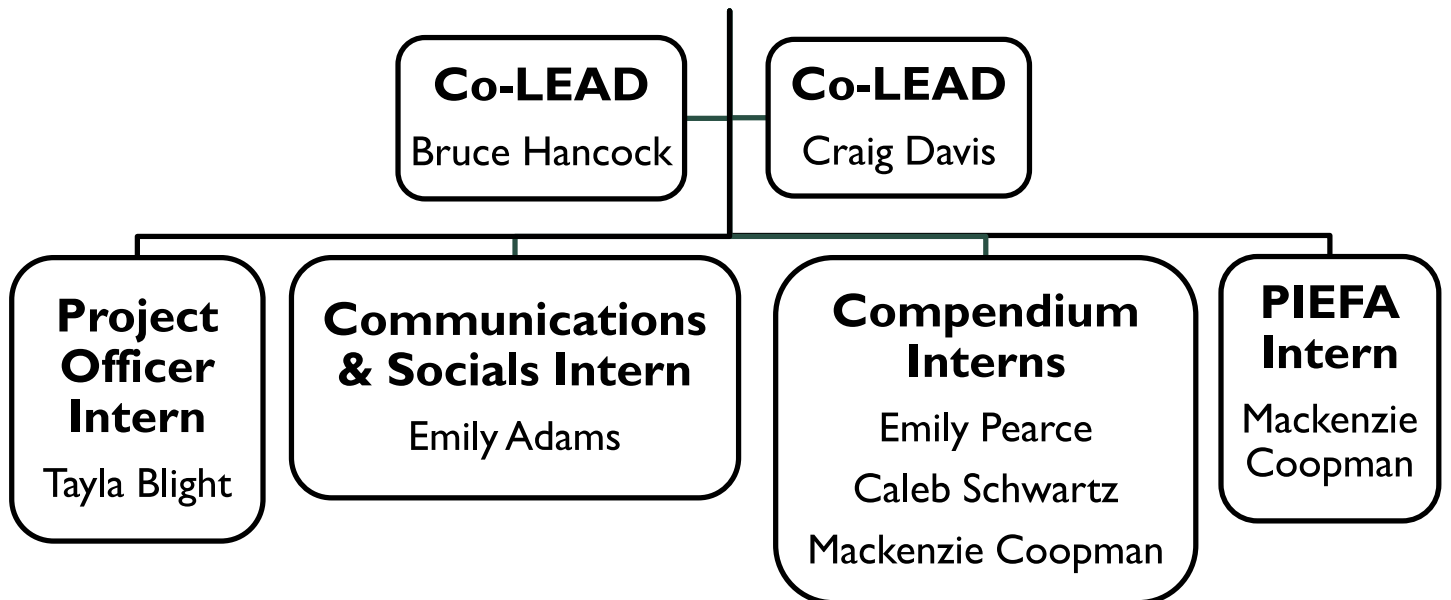 Co-LEAD
Bruce Hancock
Co-LEAD
Craig Davis
Project
Officer
Intern
Tayla Blight
Communications
& Socials Intern
Emily Adams
Compendium
Interns
Emily Pearce
Caleb Schwartz
Mackenzie Coopman
PIEFA
Intern
Mackenzie
Coopman